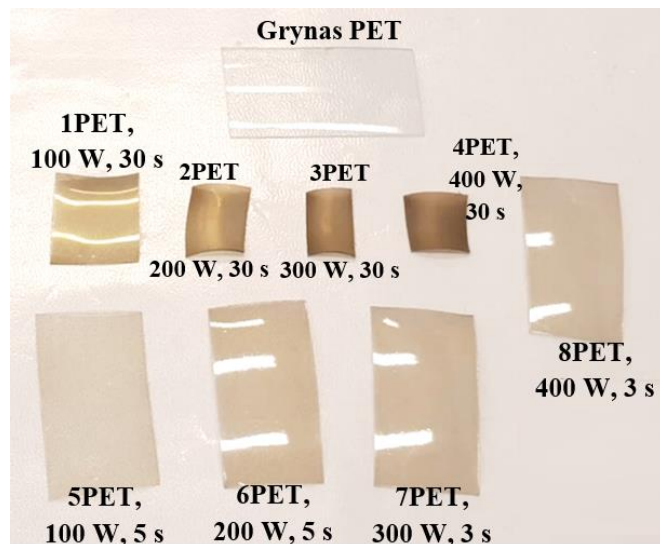 Grynas PET
1PET,
100 W, 30 s
2PET
200 W, 30 s
3PET
300 W, 30 s
4PET,
400 W,
30 s
5PET,
100 W, 5 s
6PET,
200 W, 5 s
7PET,
300 W, 3 s
8PET,
400 W, 3 s